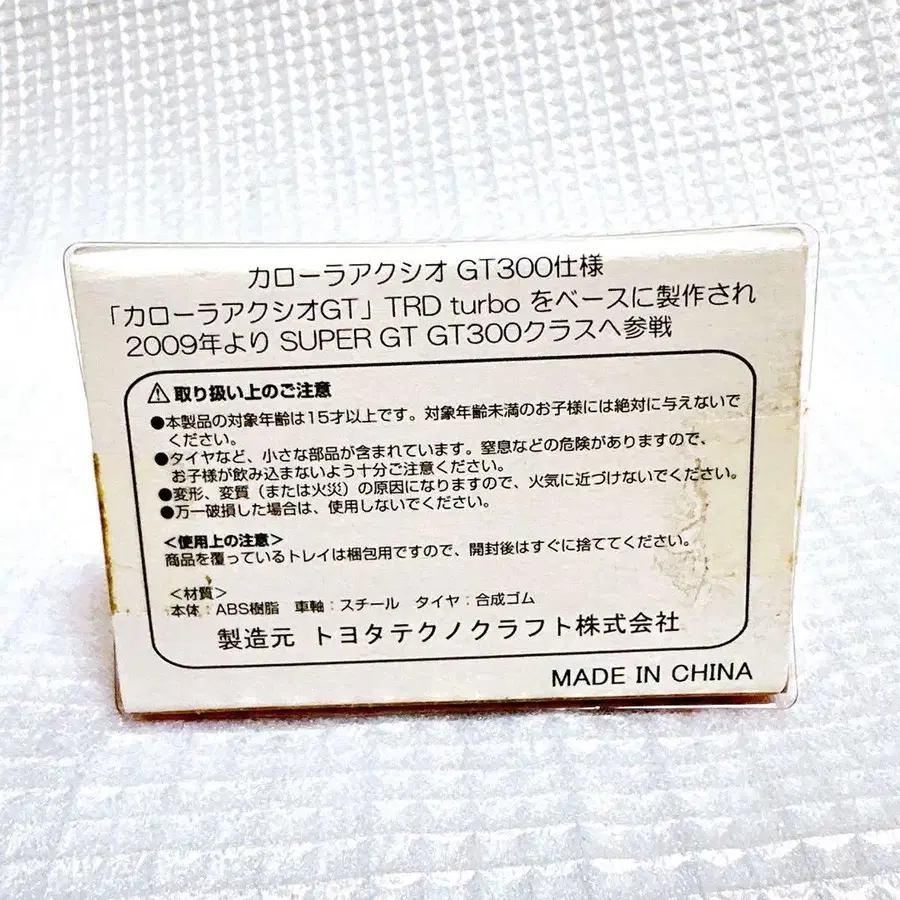 カローラアクシオ GT300仕様
「カローラアクシオGT」TRD turbo をベースに製作され
2009年より SUPER GT GT300クラスへ参戦
⚠取り扱い上のご注意
●本製品の対象年齢は15才以上です。対象年齢未満のお子様には絶対に与えないで
ください。
●タイヤなど、小さな部品が含まれています。窒息などの危険がありますので、
お子様が飲み込まないよう十分ご注意ください。
●変形、変質（または火災）の原因になりますので、火気に近づけないでください。
●万一破損した場合は、使用しないでください。
<使用上の注意>
商品を覆っているトレイは梱包用ですので、開封後はすぐに捨ててください。
<材質>
本体：ABS樹脂 車軸：スチール タイヤ：合成ゴム
製造元 トヨタテクノクラフト株式会社
MADE IN CHINA